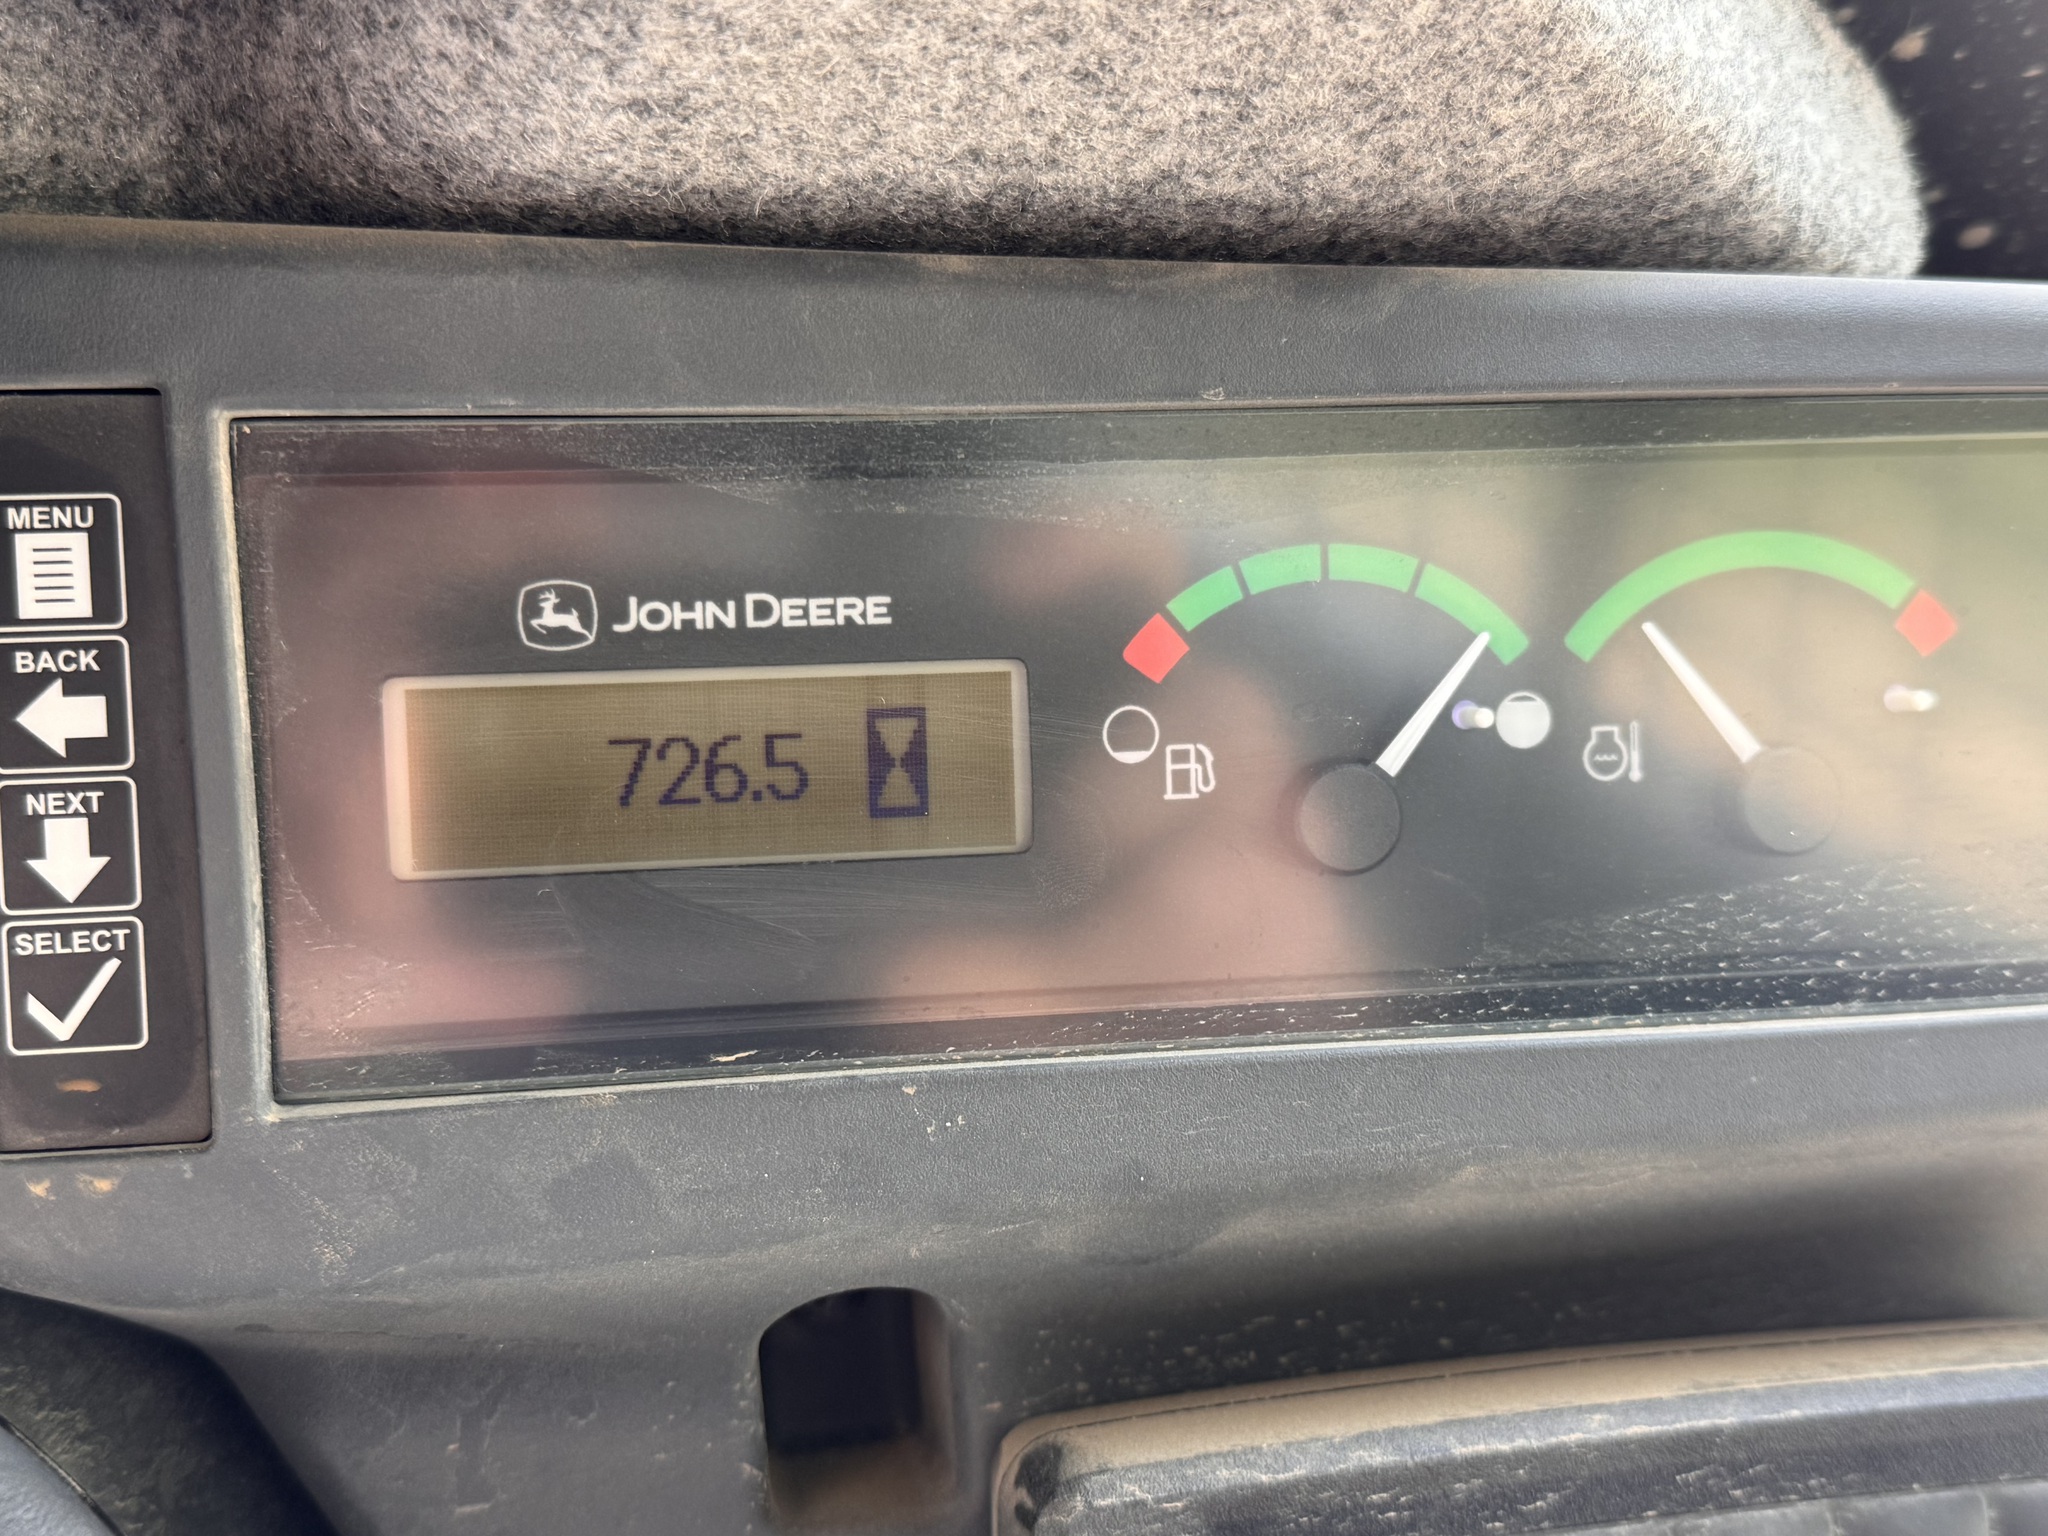 MENU
BACK
NEXT
SELECT
JOHN DEERE
726.5